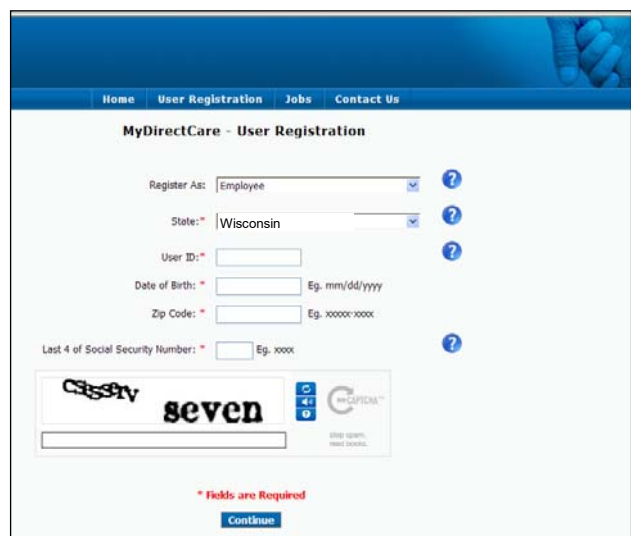 Home User Registration Jobs Contact Us
MyDirectCare - User Registration
Register As: Employee
State:* Wisconsin
User ID:*
Date of Birth: * Eg. mm/dd/yyyy
Zip Code: * Eg. xxxxx-xxxx
Last 4 of Social Security Number: * Eg. xxxx
seven
reCAPTCHA™
stop spam.
read books.
* Fields are Required
Continue